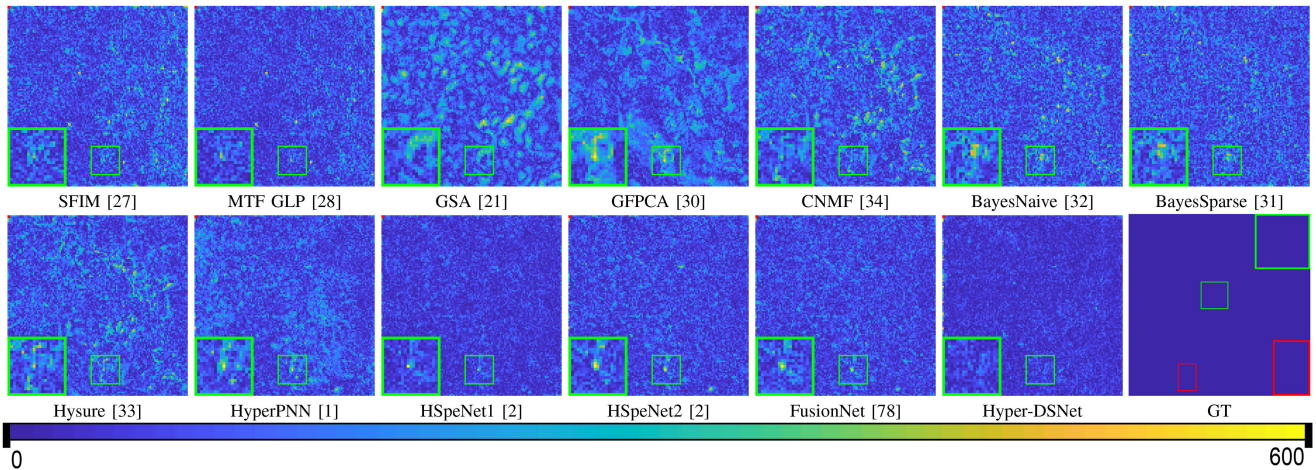 SFIM [27] MTF GLP [28] GSA [21] GFPCA [30] CNMF [34] BayesNaive [32] BayesSparse [31]
Hysure [33] HyperPNN [1] HSpeNet1 [2] HSpeNet2 [2] FusionNet [78] Hyper-DSNet GT
0 600